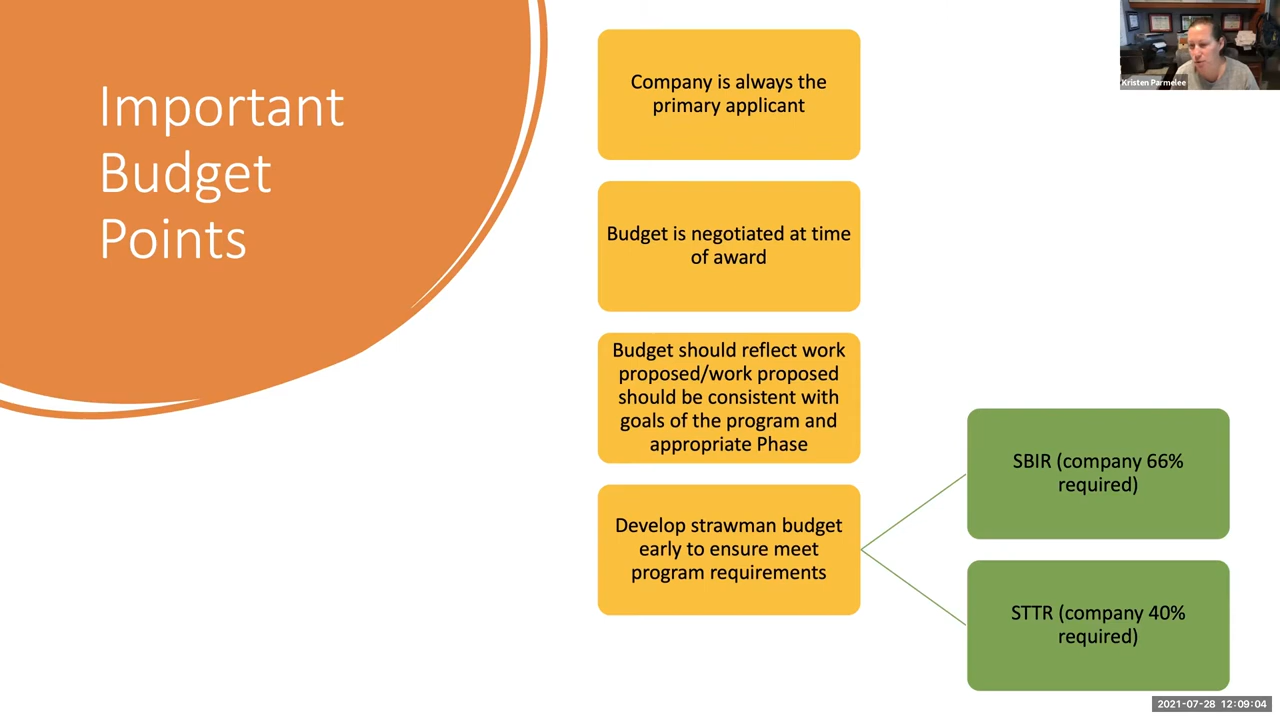 Important
Budget
Points
Company is always the
primary applicant
Budget is negotiated at time
of award
Budget should reflect work
proposed/work proposed
should be consistent with
goals of the program and
appropriate Phase
Develop strawman budget
early to ensure meet
program requirements
SBIR (company 66%
required)
STTR (company 40%
required)
Kristen Parmelee
2021-07-28 12:09:04